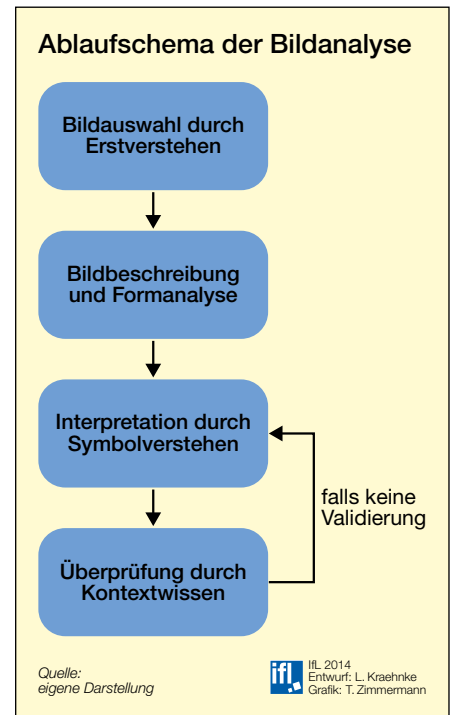 Ablaufschema der Bildanalyse
Bildauswahl durch
Erstverstehen
Bildbeschreibung
und Formanalyse
Interpretation durch
Symbolverstehen
falls keine
Validierung
Überprüfung durch
Kontextwissen
Quelle:
eigene Darstellung
ifl.
IfL 2014
Entwurf: L. Kraehnke
Grafik: T. Zimmermann